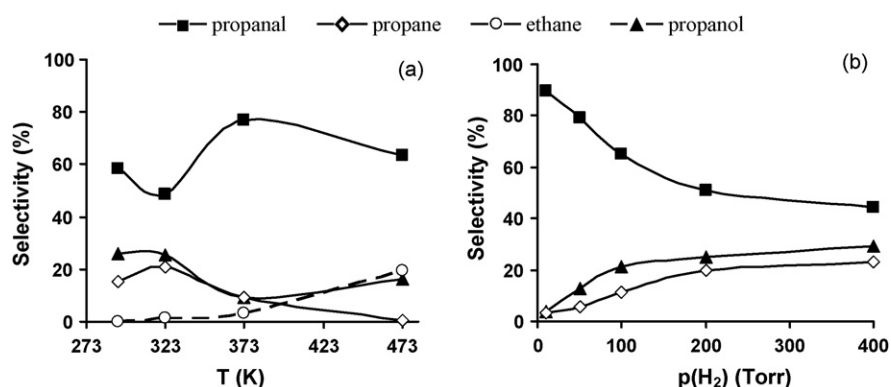 propanal propane ethane propanol
(a)
100
80
60
40
20
0
Selectivity (%)
273 323 373 423 473
T (K)
(b)
100
80
60
40
20
0
Selectivity (%)
0 100 200 300 400
p(H₂) (Torr)